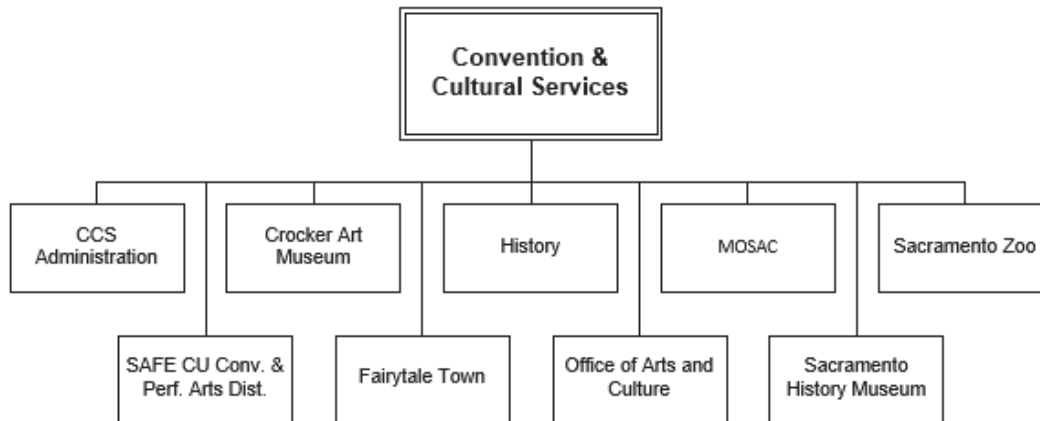 Convention &
Cultural Services
CCS
Administration
Crocker Art
Museum
History
MOSAC
Sacramento Zoo
SAFE CU Conv. &
Perf. Arts Dist.
Fairytale Town
Office of Arts and
Culture
Sacramento
History Museum